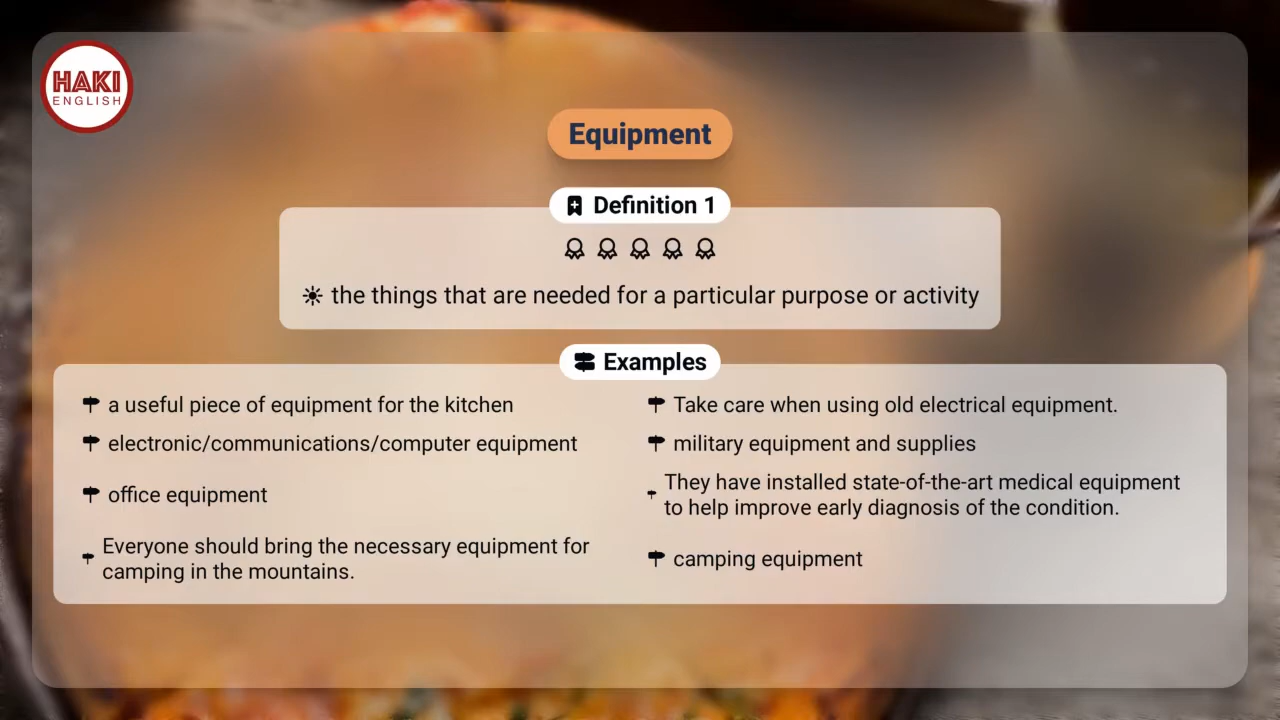 HAKI
ENGLISH
Equipment
Definition 1
the things that are needed for a particular purpose or activity
Examples
a useful piece of equipment for the kitchen
Take care when using old electrical equipment.
electronic/communications/computer equipment
military equipment and supplies
office equipment
They have installed state-of-the-art medical equipment
to help improve early diagnosis of the condition.
Everyone should bring the necessary equipment for
camping in the mountains.
camping equipment